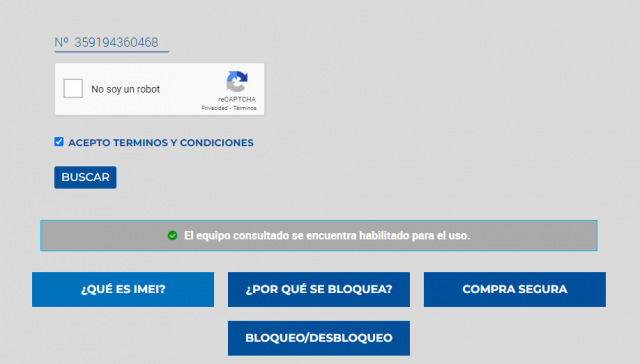 Nº 359194360468
No soy un robot
reCAPTCHA
Privacidad - Términos
ACEPTO TERMINOS Y CONDICIONES
BUSCAR
El equipo consultado se encuentra habilitado para el uso.
¿QUÉ ES IMEI?
¿POR QUÉ SE BLOQUEA?
COMPRA SEGURA
BLOQUEO/DESBLOQUEO